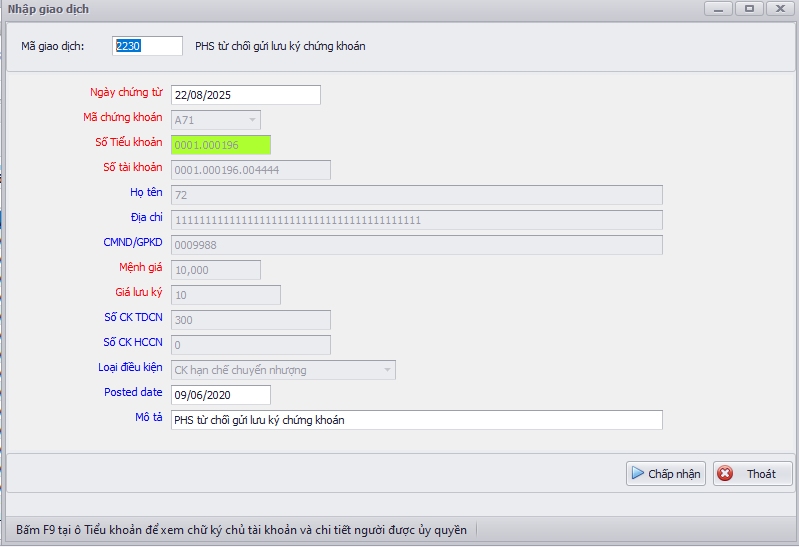 Nhập giao dịch
Mã giao dịch: 2230 PHS từ chối gửi lưu ký chứng khoán
Ngày chứng từ 22/08/2025
Mã chứng khoán A71
Số Tiểu khoản 0001.000196
Số tài khoản 0001.000196.004444
Họ tên 72
Địa chỉ 11111111111111111111111111111111111111111
CMND/GPKD 0009988
Mệnh giá 10,000
Giá lưu ký 10
Số CK TDCN 300
Số CK HCCN 0
Loại điều kiện CK hạn chế chuyển nhượng
Posted date 09/06/2020
Mô tả PHS từ chối gửi lưu ký chứng khoán
Chấp nhận Thoát
Bấm F9 tại ô Tiểu khoản để xem chữ ký chủ tài khoản và chi tiết người được ủy quyền